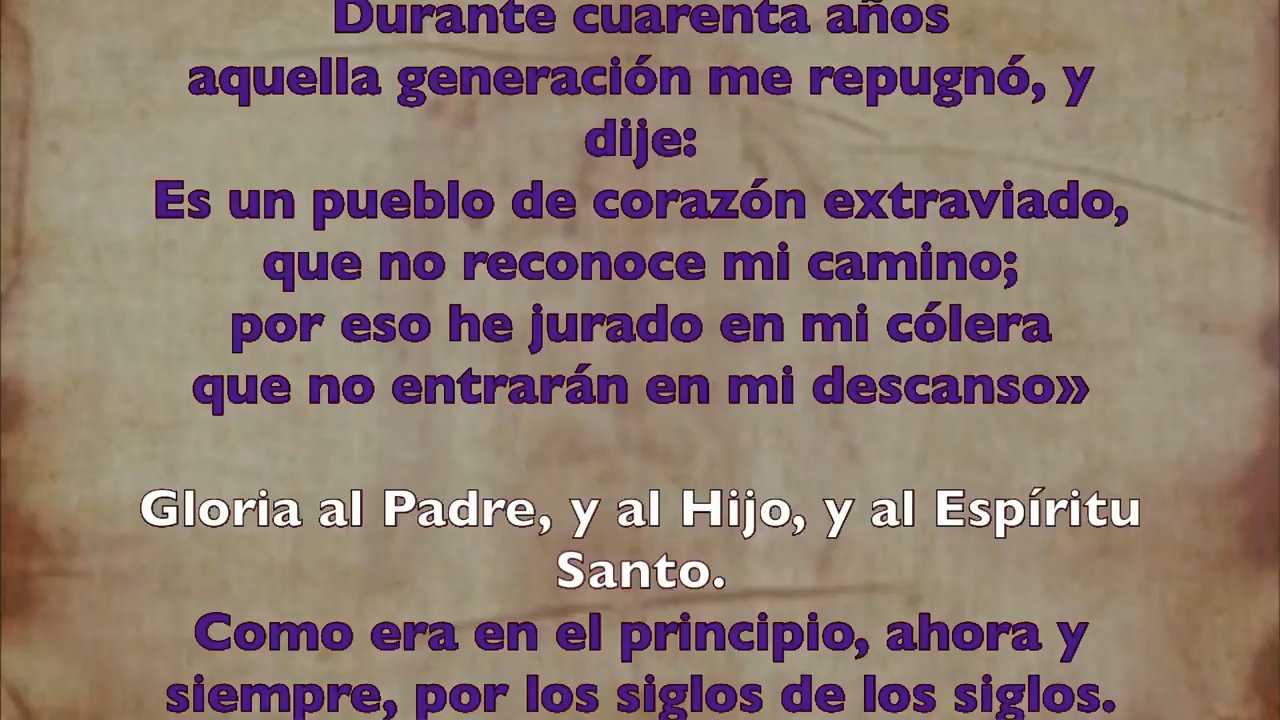 Durante cuarenta años
aquella generación me repugnó, y
dije:
Es un pueblo de corazón extraviado,
que no reconoce mi camino;
por eso he jurado en mi cólera
que no entrarán en mi descanso»
Gloria al Padre, y al Hijo, y al Espíritu
Santo.
Como era en el principio, ahora y
siempre, por los siglos de los siglos.